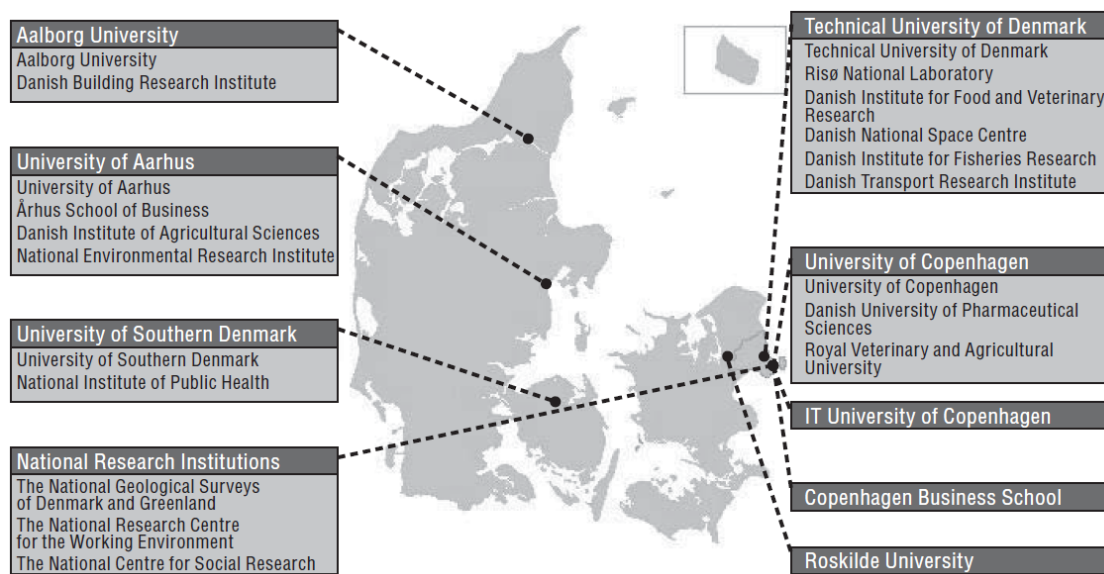 Aalborg University
Aalborg University
Danish Building Research Institute
University of Aarhus
University of Aarhus
Århus School of Business
Danish Institute of Agricultural Sciences
National Environmental Research Institute
University of Southern Denmark
University of Southern Denmark
National Institute of Public Health
National Research Institutions
The National Geological Surveys
of Denmark and Greenland
The National Research Centre
for the Working Environment
The National Centre for Social Research
Technical University of Denmark
Technical University of Denmark
Risø National Laboratory
Danish Institute for Food and Veterinary
Research
Danish National Space Centre
Danish Institute for Fisheries Research
Danish Transport Research Institute
University of Copenhagen
University of Copenhagen
Danish University of Pharmaceutical
Sciences
Royal Veterinary and Agricultural
University
IT University of Copenhagen
Copenhagen Business School
Roskilde University